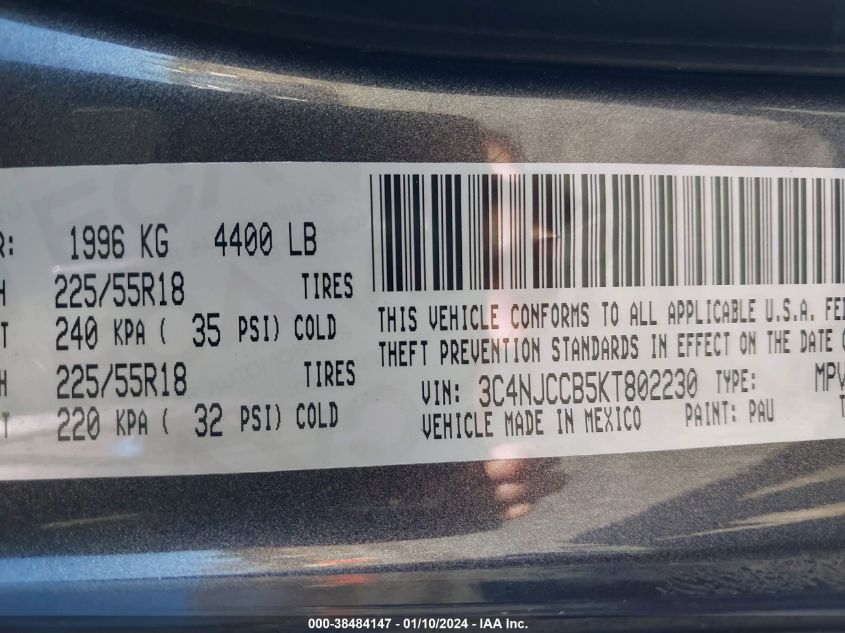 R: 1996 KG 4400 LB
H 225/55R18 TIRES
T 240 KPA ( 35 PSI) COLD
H 225/55R18 TIRES
T 220 KPA ( 32 PSI) COLD
THIS VEHICLE CONFORMS TO ALL APPLICABLE U.S.A. FED
THEFT PREVENTION STANDARDS IN EFFECT ON THE DATE O
VIN: 3C4NJCCB5KT802230 TYPE: MPV
VEHICLE MADE IN MEXICO PAINT: PAU T
000-38484147 - 01/10/2024 - IAA Inc.